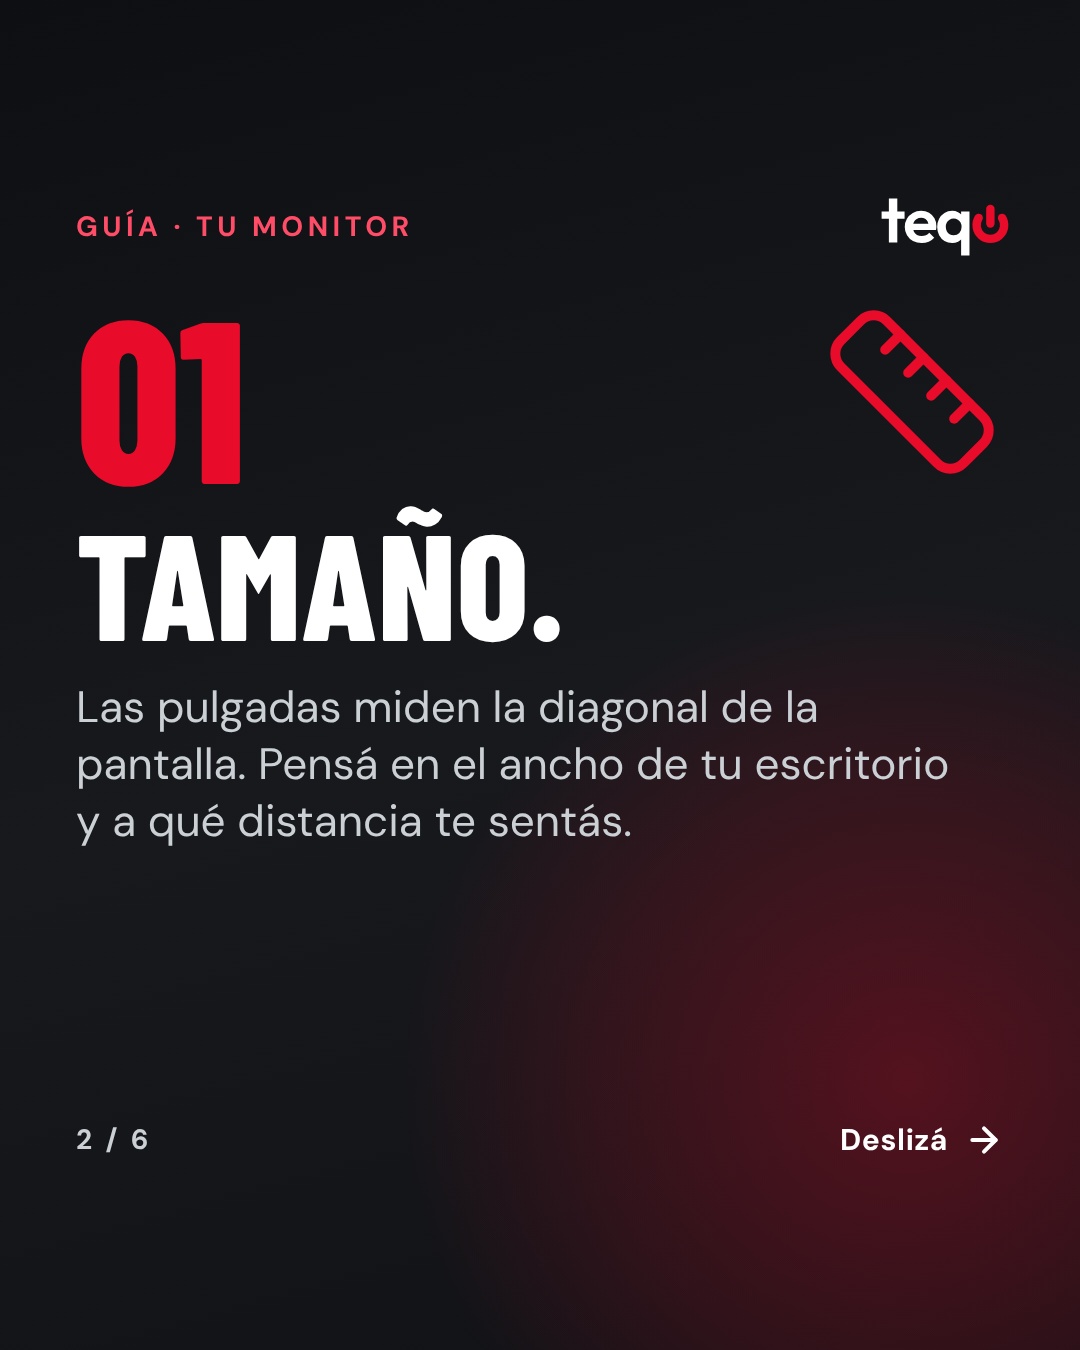 GUÍA · TU MONITOR
teqo
01
TAMAÑO.
Las pulgadas miden la diagonal de la
pantalla. Pensá en el ancho de tu escritorio
y a qué distancia te sentás.
2 / 6
Deslizá →